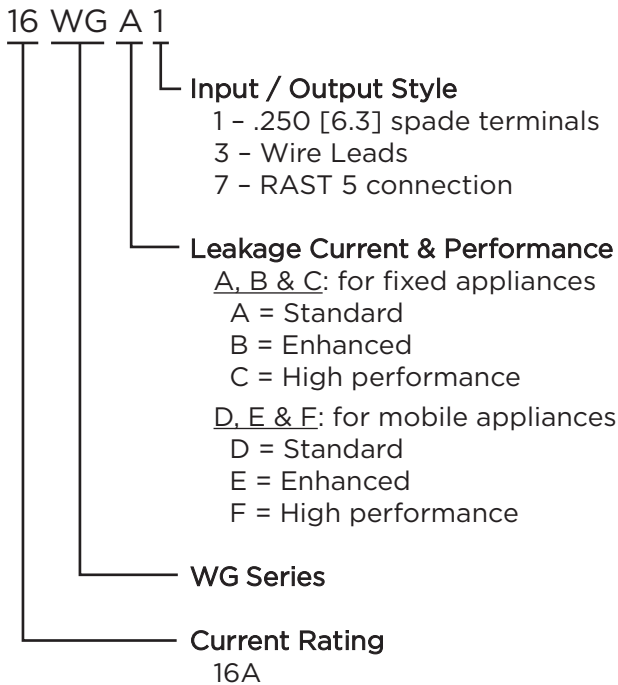 16 WG A 1
Input / Output Style
1 – .250 [6.3] spade terminals
3 – Wire Leads
7 – RAST 5 connection
Leakage Current & Performance
A, B & C: for fixed appliances
A = Standard
B = Enhanced
C = High performance
D, E & F: for mobile appliances
D = Standard
E = Enhanced
F = High performance
WG Series
Current Rating
16A